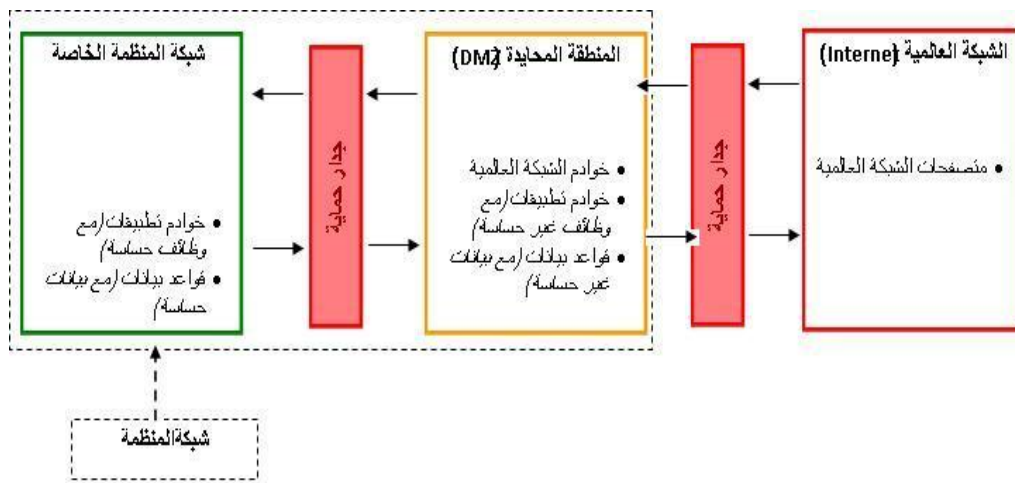 الشبكة العالمية (Internet)
متصفحات الشبكة العالمية
جدار حماية
المنطقة المحايدة (DMZ)
خوادم الشبكة العالمية
خوادم تطبيقات (مع
وظائف غير حساسة)
قواعد بيانات (مع بيانات
غير حساسة)
جدار حماية
شبكة المنظمة الخاصة
خوادم تطبيقات (مع
وظائف حساسة)
قواعد بيانات (مع بيانات
حساسة)
شبكة المنظمة